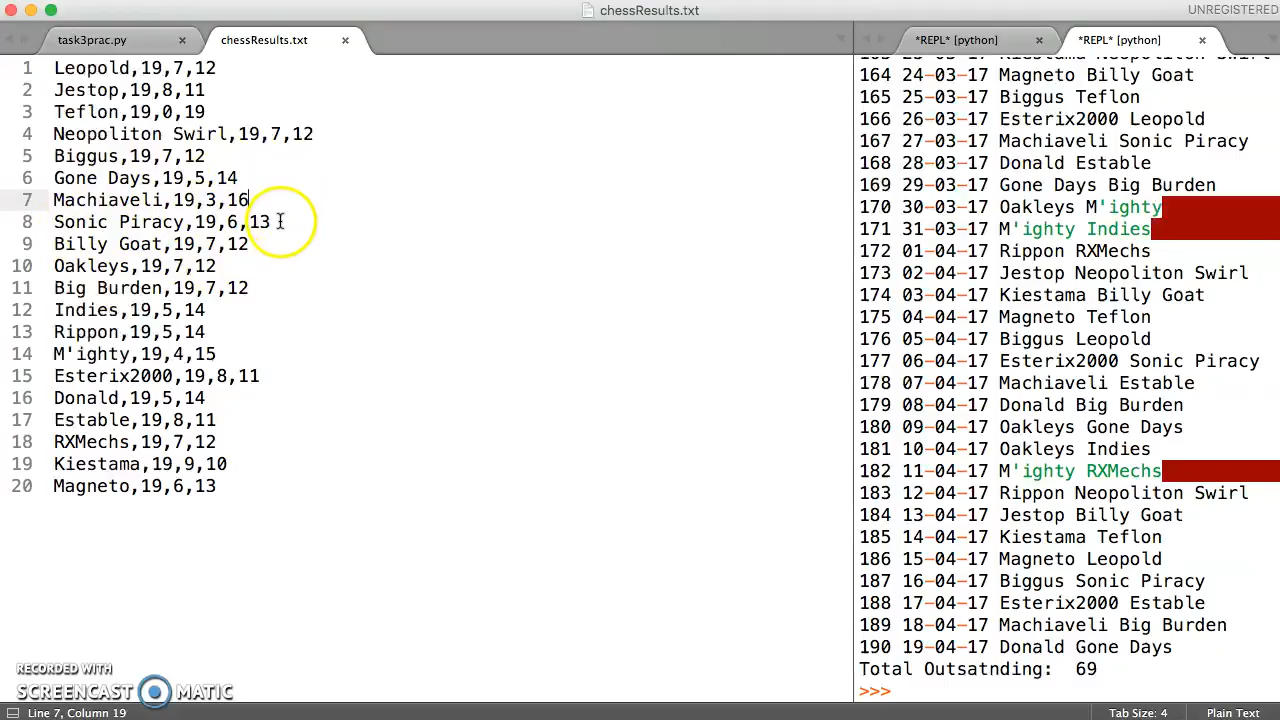 chessResults.txt
UNREGISTERED
task3prac.py
chessResults.txt
*REPL* [python]
*REPL* [python]
1 Leopold,19,7,12
2 Jestop,19,8,11
3 Teflon,19,0,19
4 Neopoliton Swirl,19,7,12
5 Biggus,19,7,12
6 Gone Days,19,5,14
7 Machiaveli,19,3,16
8 Sonic Piracy,19,6,13
9 Billy Goat,19,7,12
10 Oakleys,19,7,12
11 Big Burden,19,7,12
12 Indies,19,5,14
13 Rippon,19,5,14
14 M'ighty,19,4,15
15 Esterix2000,19,8,11
16 Donald,19,5,14
17 Estable,19,8,11
18 RXMechs,19,7,12
19 Kiestama,19,9,10
20 Magneto,19,6,13
164 24-03-17 Magneto Billy Goat
165 25-03-17 Biggus Teflon
166 26-03-17 Esterix2000 Leopold
167 27-03-17 Machiaveli Sonic Piracy
168 28-03-17 Donald Estable
169 29-03-17 Gone Days Big Burden
170 30-03-17 Oakleys M'ighty
171 31-03-17 M'ighty Indies
172 01-04-17 Rippon RXMechs
173 02-04-17 Jestop Neopoliton Swirl
174 03-04-17 Kiestama Billy Goat
175 04-04-17 Magneto Teflon
176 05-04-17 Biggus Leopold
177 06-04-17 Esterix2000 Sonic Piracy
178 07-04-17 Machiaveli Estable
179 08-04-17 Donald Big Burden
180 09-04-17 Oakleys Gone Days
181 10-04-17 Oakleys Indies
182 11-04-17 M'ighty RXMechs
183 12-04-17 Rippon Neopoliton Swirl
184 13-04-17 Jestop Billy Goat
185 14-04-17 Kiestama Teflon
186 15-04-17 Magneto Leopold
187 16-04-17 Biggus Sonic Piracy
188 17-04-17 Esterix2000 Estable
189 18-04-17 Machiaveli Big Burden
190 19-04-17 Donald Gone Days
Total Outsatnding:  69
>>>
RECORDED WITH
SCREENCAST MATIC
Line 7, Column 19
Tab Size: 4
Plain Text